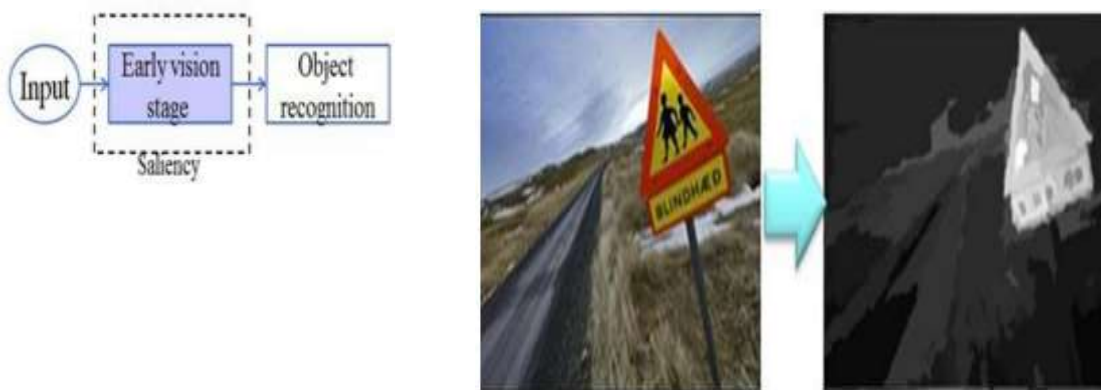 Input
Early vision
stage
Object
recognition
Saliency
BLINDHÆÐ